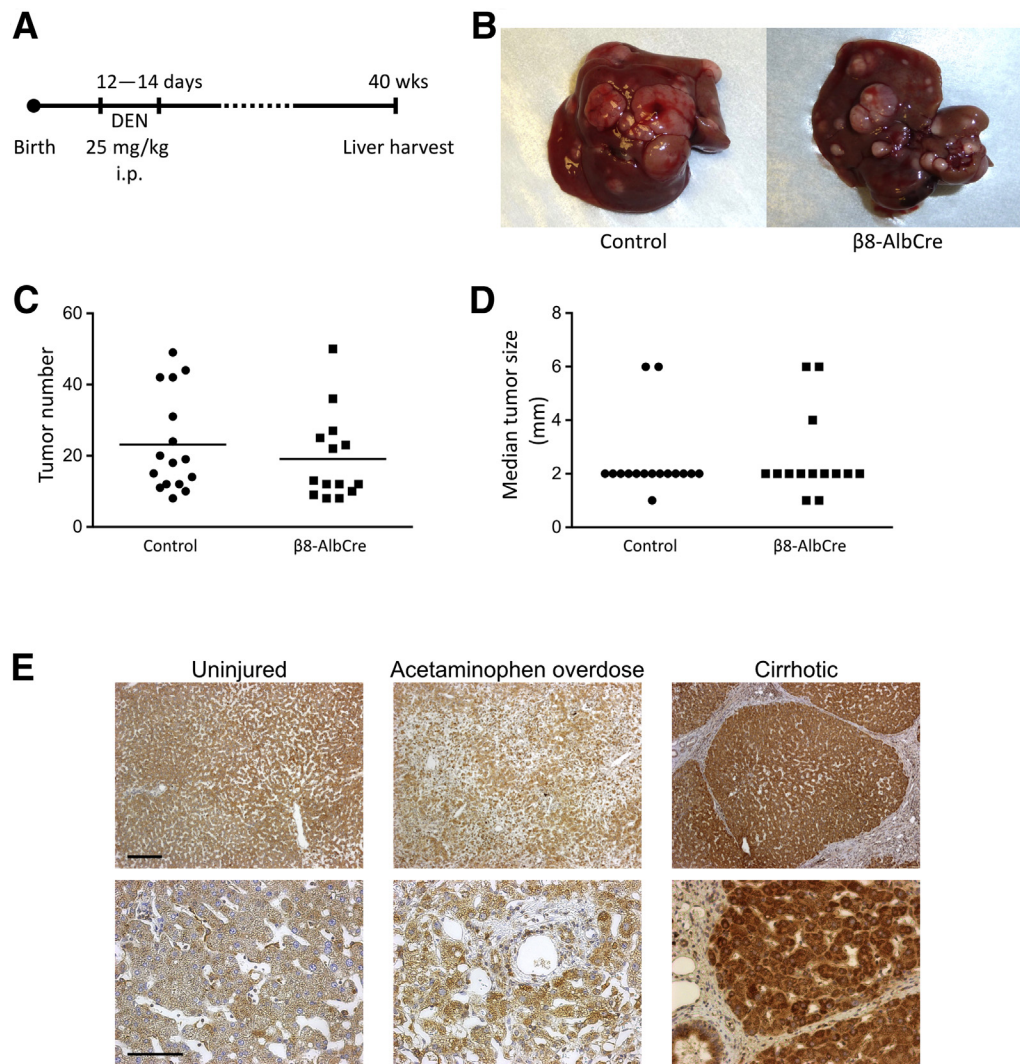 A
12—14 days
40 wks
DEN
Birth
25 mg/kg
Liver harvest
i.p.
B
Control
β8-AlbCre
C
Tumor number
60
40
20
0
Control
β8-AlbCre
D
Median tumor size
(mm)
8
6
4
2
0
Control
β8-AlbCre
E
Uninjured
Acetaminophen overdose
Cirrhotic